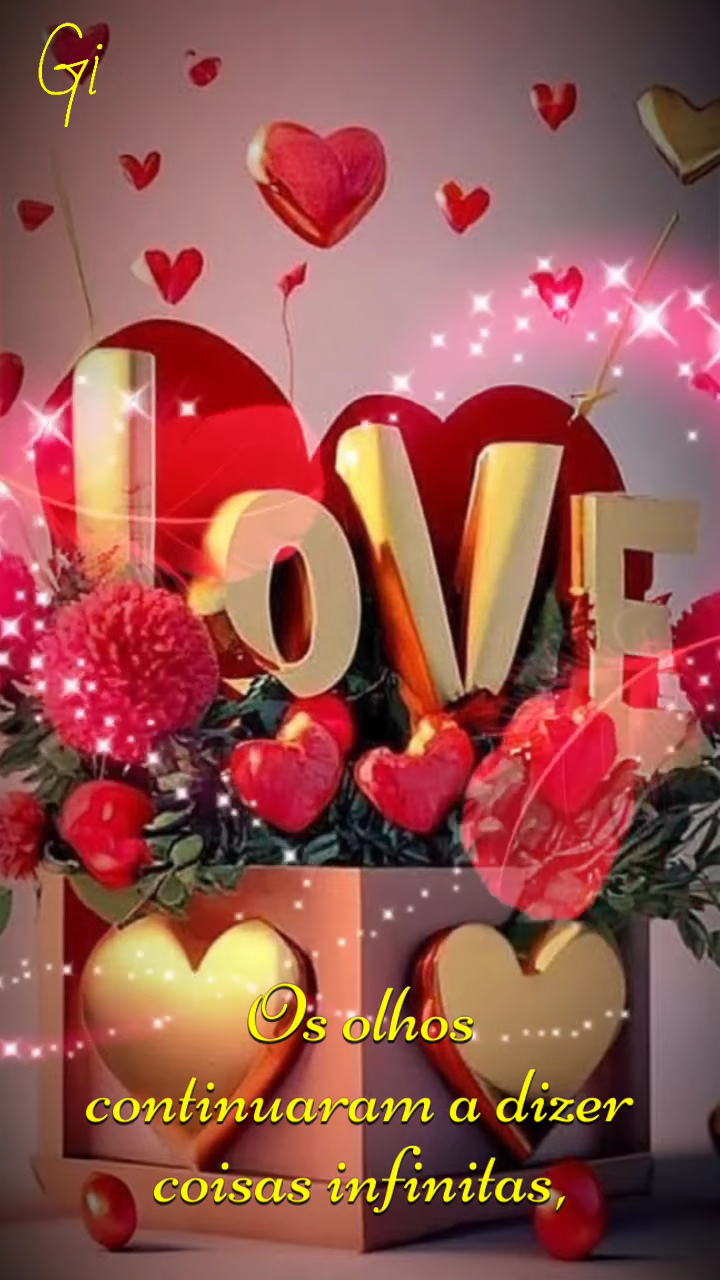 Gi
LoVE
Os olhos
continuaram a dizer
coisas infinitas,